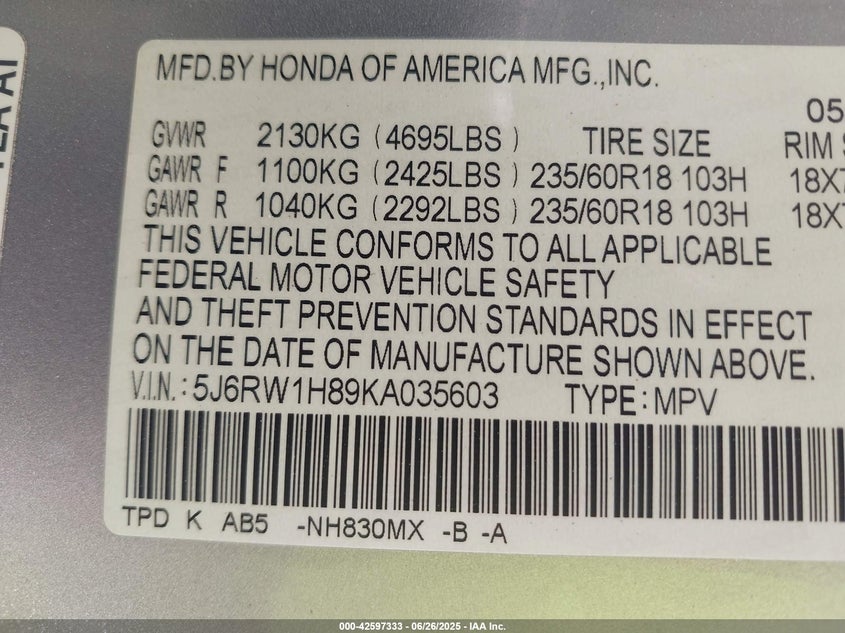 MFD.BY HONDA OF AMERICA MFG.,INC.
05
GVWR 2130KG (4695LBS) TIRE SIZE RIM S
GAWR F 1100KG (2425LBS) 235/60R18 103H 18X7
GAWR R 1040KG (2292LBS) 235/60R18 103H 18X7
THIS VEHICLE CONFORMS TO ALL APPLICABLE
FEDERAL MOTOR VEHICLE SAFETY
AND THEFT PREVENTION STANDARDS IN EFFECT
ON THE DATE OF MANUFACTURE SHOWN ABOVE.
V.I.N.: 5J6RW1H89KA035603 TYPE: MPV
TPD K AB5 -NH830MX -B -A
000-42597333 | 06/26/2025 - IAA Inc.